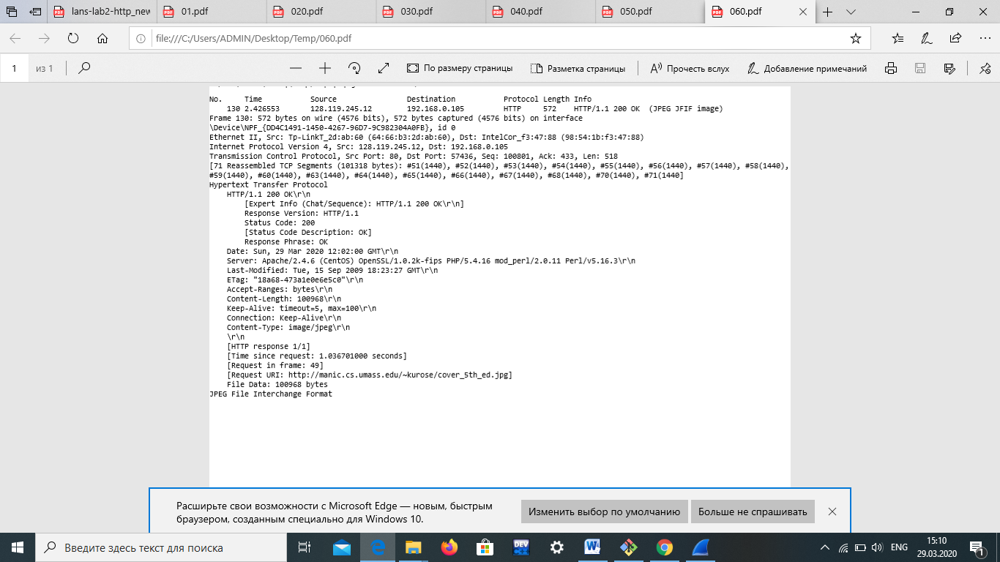 lans-lab2-http_new
01.pdf
020.pdf
030.pdf
040.pdf
050.pdf
060.pdf
file:///C:/Users/ADMIN/Desktop/Temp/060.pdf
1 из 1
По размеру страницы
Разметка страницы
Прочесть вслух
Добавление примечаний
No. Time Source Destination Protocol Length Info
130 2.426553 128.119.245.12 192.168.0.105 HTTP 572 HTTP/1.1 200 OK (JPEG JFIF image)
Frame 130: 572 bytes on wire (4576 bits), 572 bytes captured (4576 bits) on interface
\Device\NPF_{DD4C1491-1450-4267-96D7-9C982304A0FB}, id 0
Ethernet II, Src: Tp-LinkT_2d:ab:60 (64:66:b3:2d:ab:60), Dst: IntelCor_f3:47:88 (98:54:1b:f3:47:88)
Internet Protocol Version 4, Src: 128.119.245.12, Dst: 192.168.0.105
Transmission Control Protocol, Src Port: 80, Dst Port: 57436, Seq: 100801, Ack: 433, Len: 518
[71 Reassembled TCP Segments (101318 bytes): #51(1440), #52(1440), #53(1440), #54(1440), #55(1440), #56(1440), #57(1440), #58(1440),
#59(1440), #60(1440), #63(1440), #64(1440), #65(1440), #66(1440), #67(1440), #68(1440), #70(1440), #71(1440]
Hypertext Transfer Protocol
HTTP/1.1 200 OK\r\n
[Expert Info (Chat/Sequence): HTTP/1.1 200 OK\r\n]
Response Version: HTTP/1.1
Status Code: 200
[Status Code Description: OK]
Response Phrase: OK
Date: Sun, 29 Mar 2020 12:02:00 GMT\r\n
Server: Apache/2.4.6 (CentOS) OpenSSL/1.0.2k-fips PHP/5.4.16 mod_perl/2.0.11 Perl/v5.16.3\r\n
Last-Modified: Tue, 15 Sep 2009 18:23:27 GMT\r\n
ETag: "18a68-473a1e0e6e5c0"\r\n
Accept-Ranges: bytes\r\n
Content-Length: 100968\r\n
Keep-Alive: timeout=5, max=100\r\n
Connection: Keep-Alive\r\n
Content-Type: image/jpeg\r\n
\r\n
[HTTP response 1/1]
[Time since request: 1.036701000 seconds]
[Request in frame: 49]
[Request URI: http://manic.cs.umass.edu/~kurose/cover_5th_ed.jpg]
File Data: 100968 bytes
JPEG File Interchange Format
Расширьте свои возможности с Microsoft Edge — новым, быстрым
браузером, созданным специально для Windows 10.
Изменить выбор по умолчанию
Больше не спрашивать
Введите здесь текст для поиска
DEV
ENG
15:10
29.03.2020
1